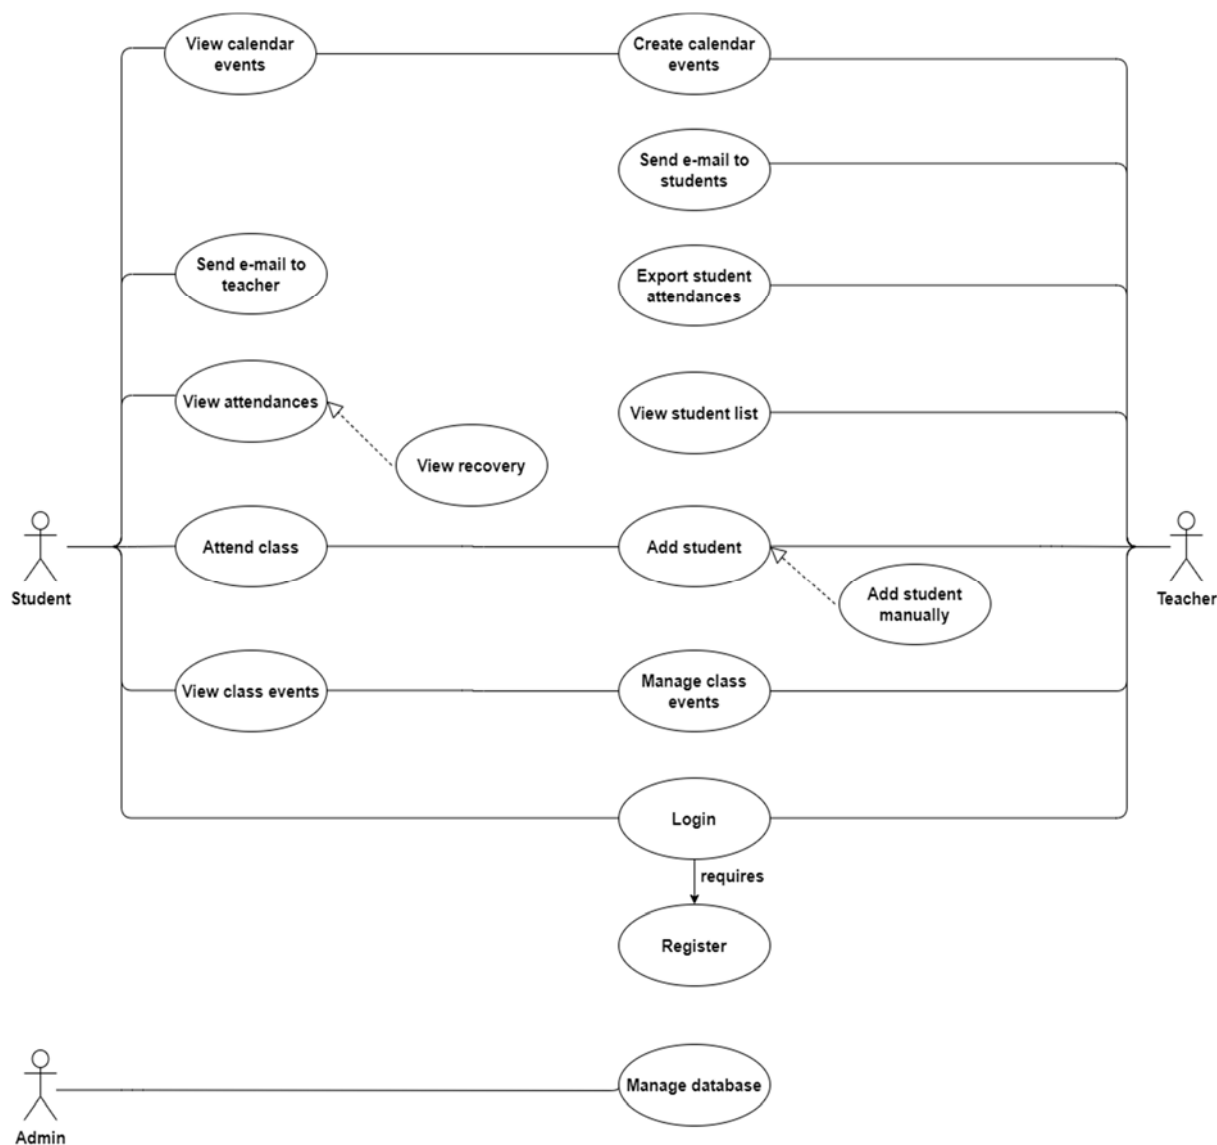 View calendar
events
Create calendar
events
Send e-mail to
students
Send e-mail to
teacher
Export student
attendances
View attendances
View student list
View recovery
Attend class
Add student
Student
Add student
manually
Teacher
View class events
Manage class
events
Login
requires
Register
Manage database
Admin